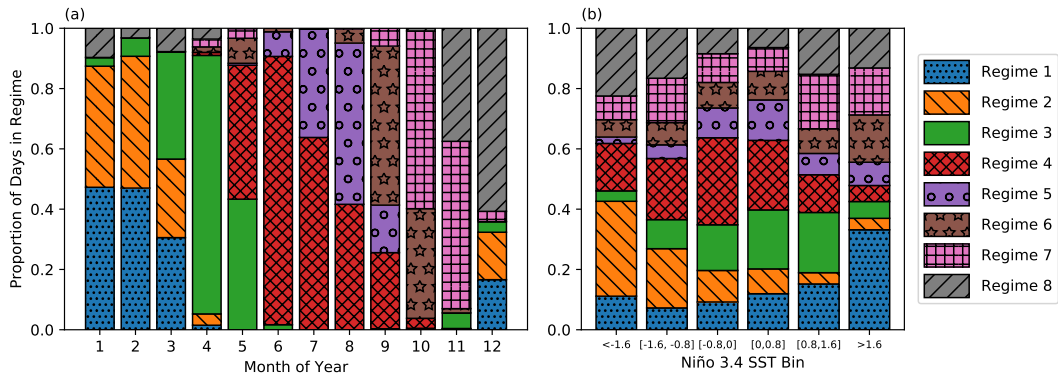 (a)
(b)
Proportion of Days in Regime
1.0
0.8
0.6
0.4
0.2
0.0
1 2 3 4 5 6 7 8 9 10 11 12
Month of Year
1.0
0.8
0.6
0.4
0.2
0.0
<-1.6 [-1.6, -0.8] [-0.8,0] [0,0.8] [0.8,1.6] >1.6
Niño 3.4 SST Bin
Regime 1
Regime 2
Regime 3
Regime 4
Regime 5
Regime 6
Regime 7
Regime 8